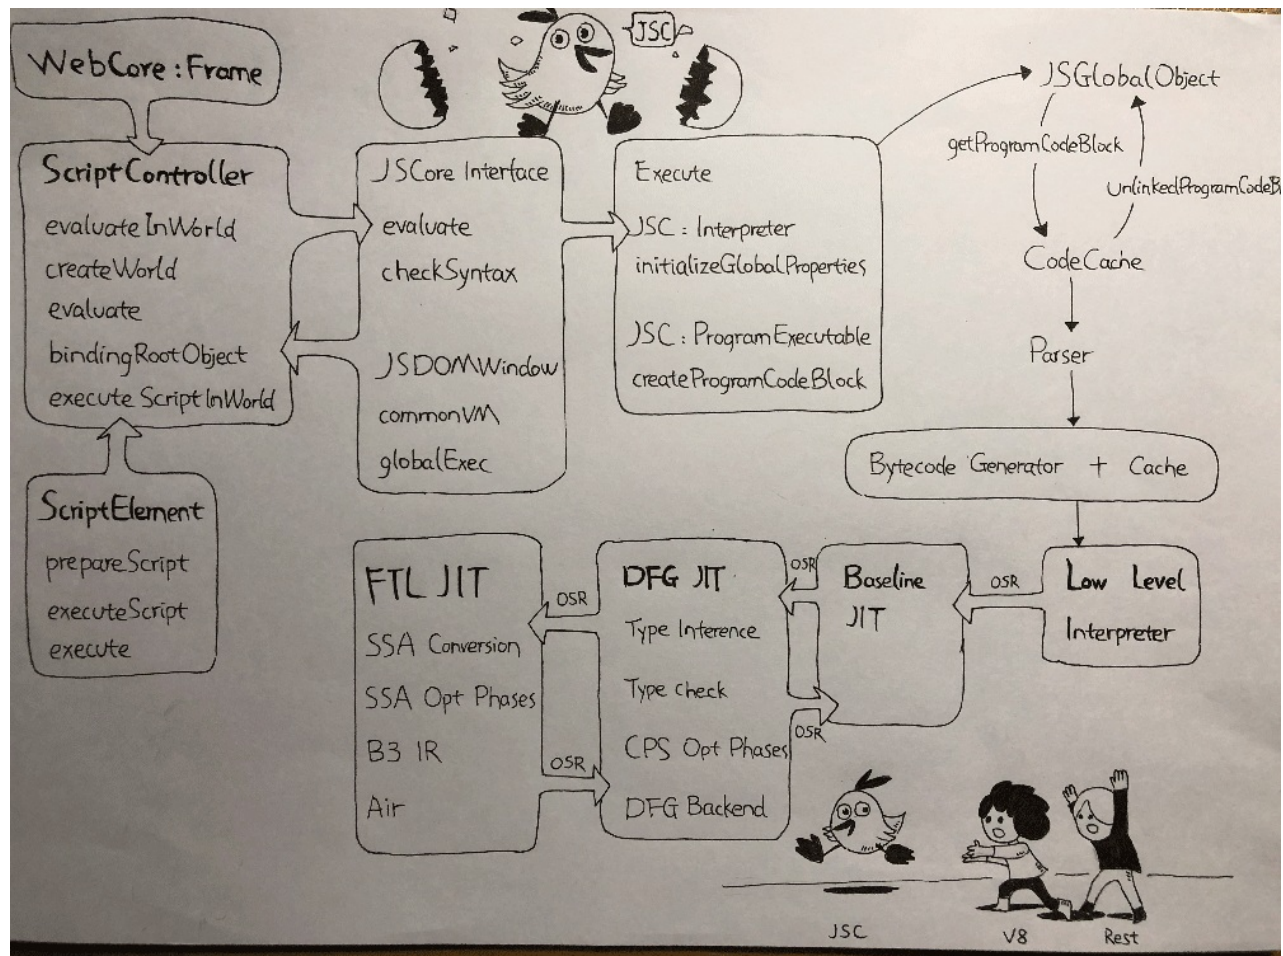 JSC
WebCore:Frame
ScriptController
evaluateInWorld
createWorld
evaluate
bindingRootObject
executeScriptInWorld
JSCore Interface
evaluate
checkSyntax
JSDOMWindow
commonVM
globalExec
Execute
JSC : Interpreter
initializeGlobalProperties
JSC : ProgramExecutable
createProgramCodeBlock
JSGlobalObject
getProgramCodeBlock
UnlinkedProgramCodeB
CodeCache
Parser
Bytecode Generator + Cache
ScriptElement
prepareScript
executeScript
execute
FTL JIT
SSA Conversion
SSA Opt Phases
B3 IR
Air
OSR
OSR
DFG JIT
Type Inference
Type Check
CPS Opt Phases
DFG Backend
OSR
OSR
Baseline
JIT
OSR
Low Level
Interpreter
JSC
V8
Rest